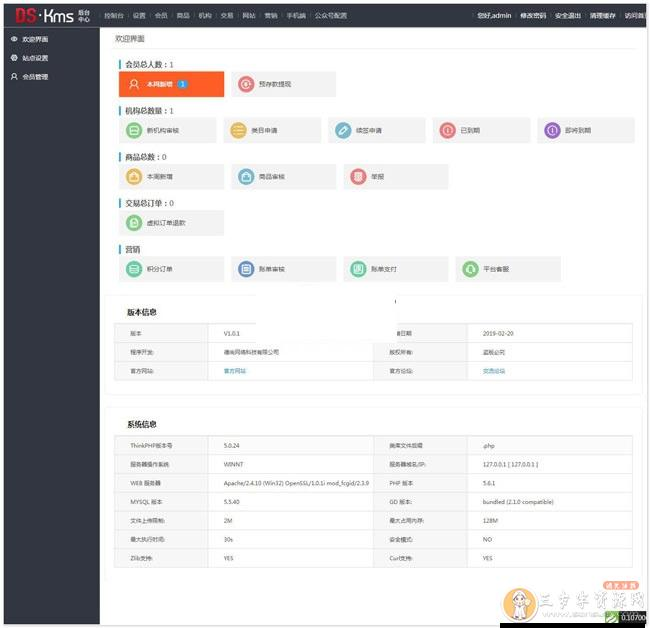 DS·Kms 后台中心 控制台 设置 会员 商品 机构 交易 网站 营销 手机端 公众号配置 您好,admin 修改密码 安全退出 清理缓存 访问首
欢迎界面
站点设置
会员管理
欢迎界面
会员总人数：1
本周新增 1 预存款提现
机构总数量：1
新机构审核 类目申请 续签申请 已到期 即将到期
商品总数：0
本周新增 商品审核 举报
交易总订单：0
虚拟订单退款
营销
积分订单 账单审核 账单支付 平台客服
版本信息
版本 V1.0.1 日期 2019-02-20
程序开发: 德尚网络科技有限公司 版权所有: 盗版必究
官方网站: 官方网站 官方论坛: 交流论坛
系统信息
ThinkPHP版本号 5.0.24 类库文件后缀 .php
服务器操作系统 WINNT 服务器域名/IP: 127.0.0.1 [ 127.0.0.1 ]
WEB 服务器 Apache/2.4.10 (Win32) OpenSSL/1.0.1i mod_fcgid/2.3.9 PHP 版本 5.6.1
MYSQL 版本 5.5.40 GD 版本: bundled (2.1.0 compatible)
文件上传限制: 2M 最大占用内存: 128M
最大执行时间: 30s 安全模式: NO
Zlib支持: YES Curl支持: YES
三步学资源网
0.10700